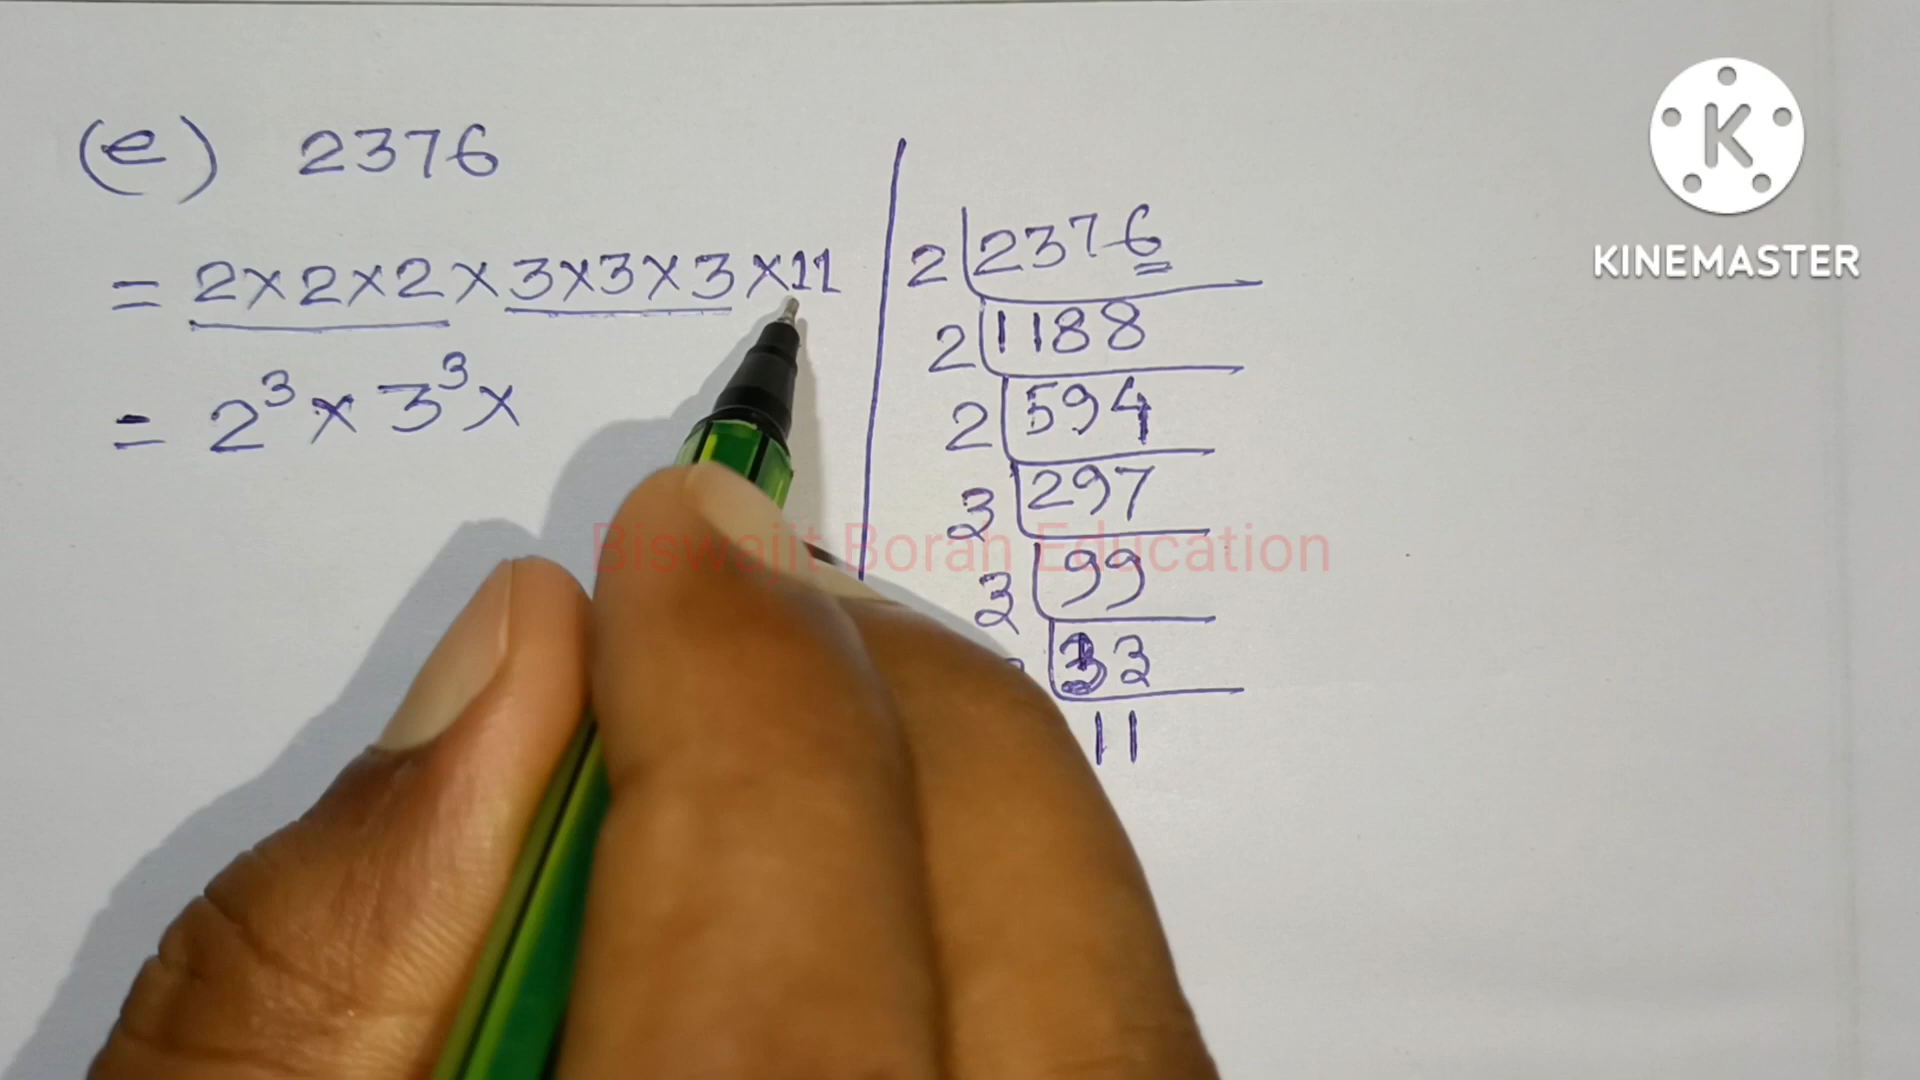 (e) 2376
= 2×2×2×3×3×3×11
= 2³ × 3³ ×
2 2376
2 1188
2 594
3 297
3 99
33
11
K
KINEMASTER
Biswajit Borah Education